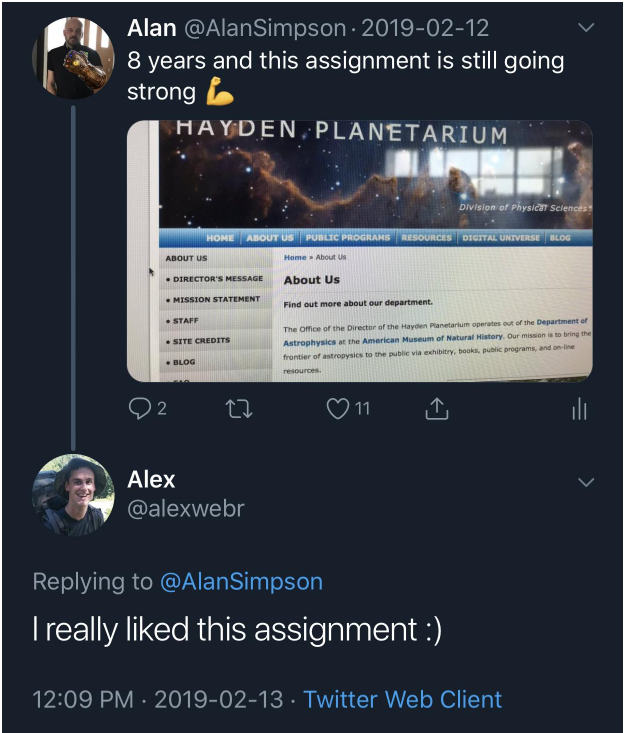 Alan @AlanSimpson · 2019-02-12
8 years and this assignment is still going
strong 💪
HAYDEN PLANETARIUM
Division of Physical Sciences
HOME ABOUT US PUBLIC PROGRAMS RESOURCES DIGITAL UNIVERSE BLOG
ABOUT US
• DIRECTOR'S MESSAGE
• MISSION STATEMENT
• STAFF
• SITE CREDITS
• BLOG
• FAQ
Home » About Us
About Us
Find out more about our department.
The Office of the Director of the Hayden Planetarium operates out of the Department of
Astrophysics at the American Museum of Natural History. Our mission is to bring the
frontier of astropysics to the public via exhibitry, books, public programs, and on-line
resources.
2 11
Alex
@alexwebr
Replying to @AlanSimpson
I really liked this assignment :)
12:09 PM · 2019-02-13 · Twitter Web Client